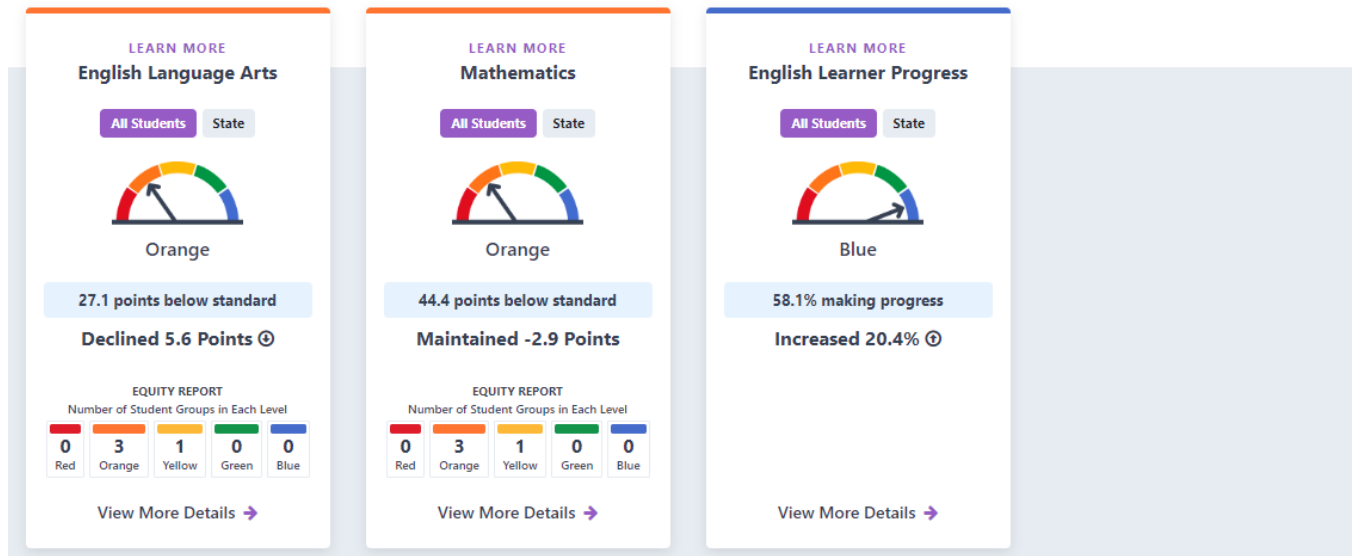 LEARN MORE
English Language Arts
All Students State
Orange
27.1 points below standard
Declined 5.6 Points
EQUITY REPORT
Number of Student Groups in Each Level
0 3 1 0 0
Red Orange Yellow Green Blue
View More Details
LEARN MORE
Mathematics
All Students State
Orange
44.4 points below standard
Maintained -2.9 Points
EQUITY REPORT
Number of Student Groups in Each Level
0 3 1 0 0
Red Orange Yellow Green Blue
View More Details
LEARN MORE
English Learner Progress
All Students State
Blue
58.1% making progress
Increased 20.4%
View More Details